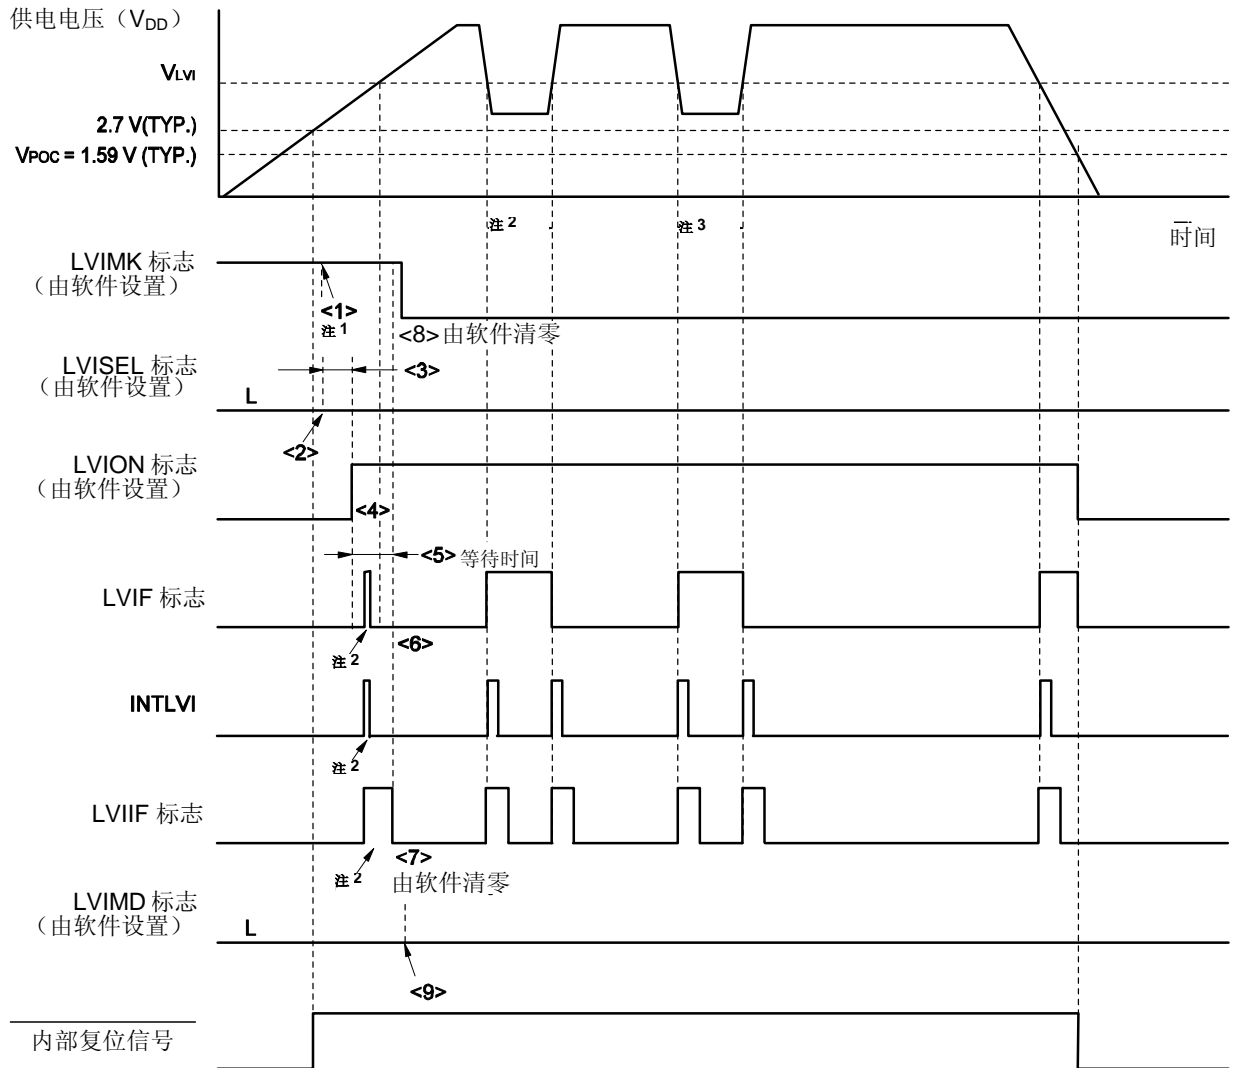 供电电压（VDD）
VLVI
2.7 V(TYP.)
VPOC = 1.59 V (TYP.)
注 2
注 3
时间
LVIMK 标志
（由软件设置）
<1>
注 1
<8> 由软件清零
LVISEL 标志
（由软件设置）
<3>
L
<2>
LVION 标志
（由软件设置）
<4>
<5> 等待时间
LVIF 标志
<6>
注 2
INTLVI
注 2
LVIIF 标志
<7>
注 2
由软件清零
LVIMD 标志
（由软件设置）
L
<9>
内部复位信号